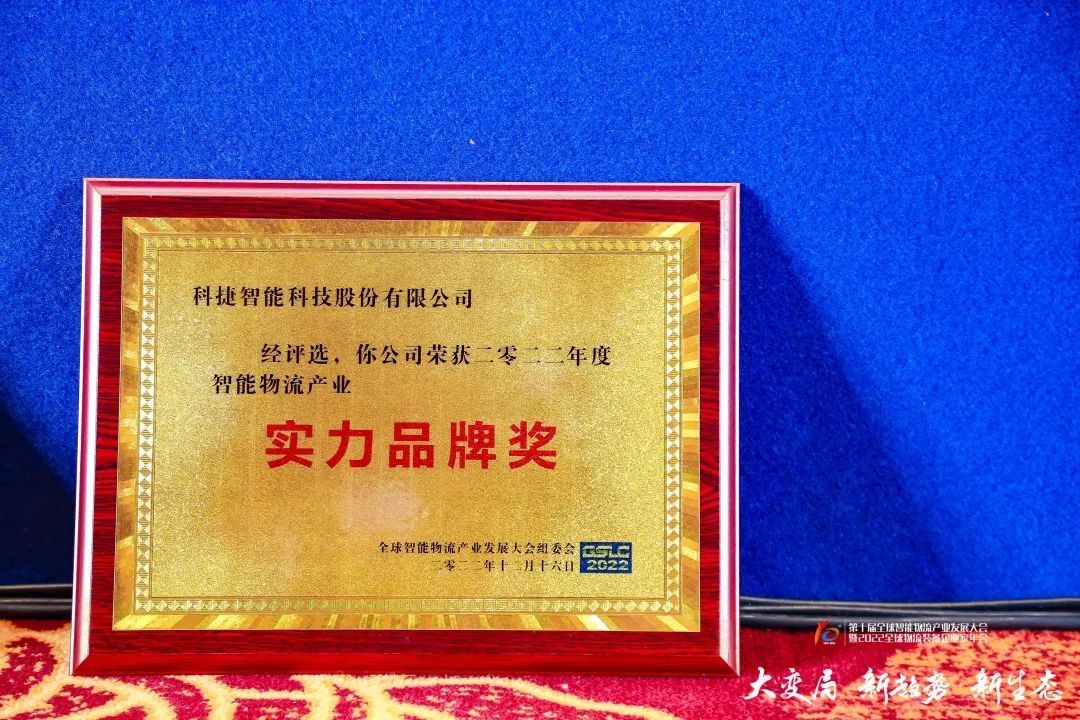 科捷智能科技股份有限公司
经评选，你公司荣获二零二二年度
智能物流产业
实力品牌奖
全球智能物流产业发展大会组委会
二零二二年十二月十六日
GSLC
2022
第十届全球智能物流产业发展大会
暨2022全球物流装备企业家年会
大变局 新趋势 新生态